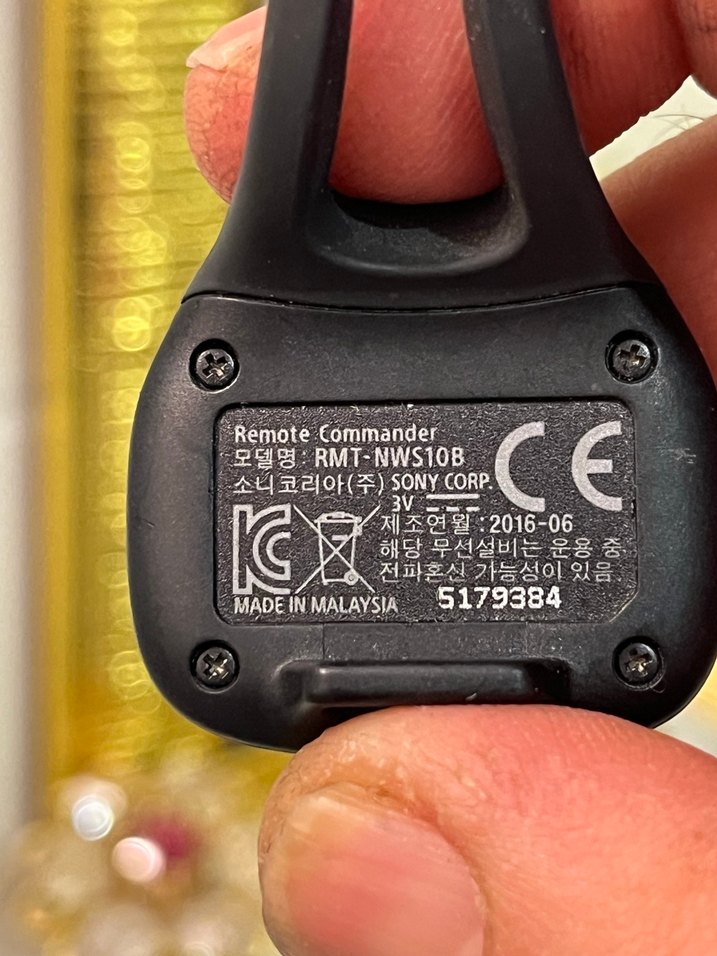 Remote Commander
모델명: RMT-NWS10B
소니코리아(주) SONY CORP.
3V
CE
제조연월:2016-06
해당 무선설비는 운용 중
전파혼신 가능성이 있음
KC
MADE IN MALAYSIA
5179384